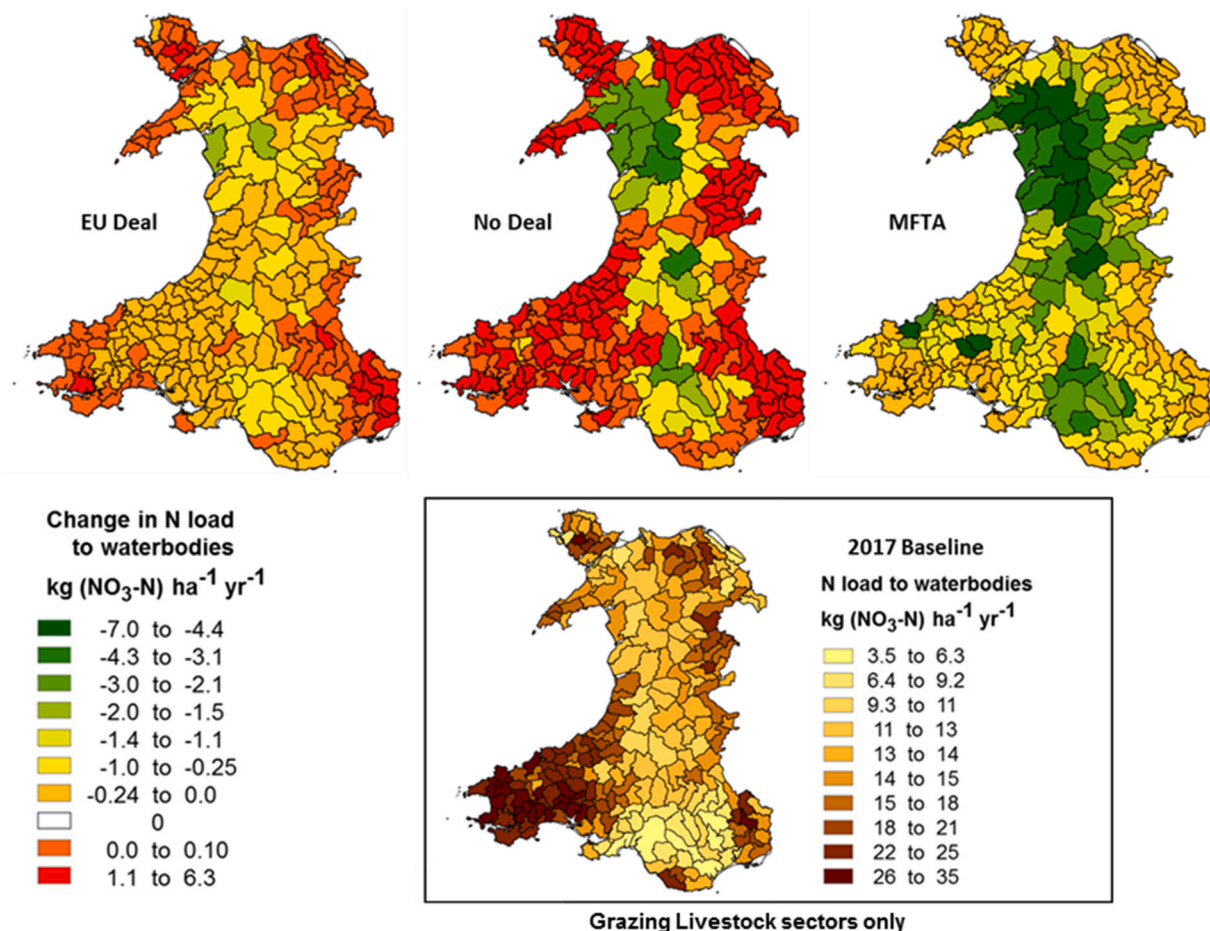 EU Deal
No Deal
MFTA
Change in N load
to waterbodies
kg (NO3-N) ha-1 yr-1
-7.0 to -4.4
-4.3 to -3.1
-3.0 to -2.1
-2.0 to -1.5
-1.4 to -1.1
-1.0 to -0.25
-0.24 to 0.0
0
0.0 to 0.10
1.1 to 6.3
2017 Baseline
N load to waterbodies
kg (NO3-N) ha-1 yr-1
3.5 to 6.3
6.4 to 9.2
9.3 to 11
11 to 13
13 to 14
14 to 15
15 to 18
18 to 21
22 to 25
26 to 35
Grazing Livestock sectors only